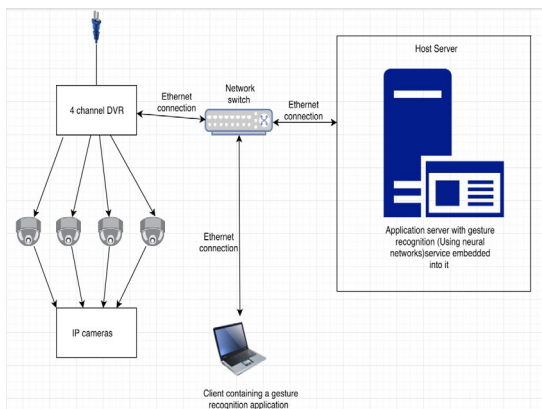 Host Server
4 channel DVR
Ethernet
connection
Network
switch
Ethernet
connection
Application server with gesture
recognition (Using neural
networks)service embedded
into it
Ethernet
connection
IP cameras
Client containing a gesture
recognition application